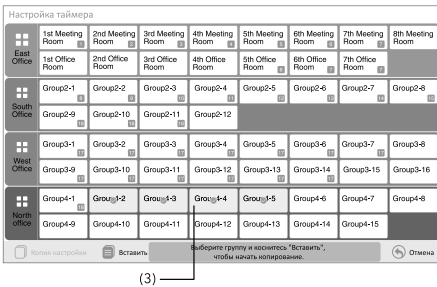 Настройка таймера
East Office
1st Meeting Room 2nd Meeting Room 3rd Meeting Room 4th Meeting Room 5th Meeting Room 6th Meeting Room 7th Meeting Room 8th Meeting Room
1st Office Room 2nd Office Room 3rd Office Room 4th Office Room 5th Office Room 6th Office Room 7th Office Room
South Office
Group2-1 Group2-2 Group2-3 Group2-4 Group2-5 Group2-6 Group2-7 Group2-8
Group2-9 Group2-10 Group2-11 Group2-12
West Office
Group3-1 Group3-2 Group3-3 Group3-4 Group3-5 Group3-6 Group3-7 Group3-8
Group3-9 Group3-10 Group3-11 Group3-12 Group3-13 Group3-14 Group3-15 Group3-16
North office
Group4-1 Group4-2 Group4-3 Group4-4 Group4-5 Group4-6 Group4-7 Group4-8
Group4-9 Group4-10 Group4-11 Group4-12 Group4-13 Group4-14 Group4-15
Копия настройки Вставить Выберите группу и коснитесь "Вставить",
чтобы начать копирование. Отмена
(3)